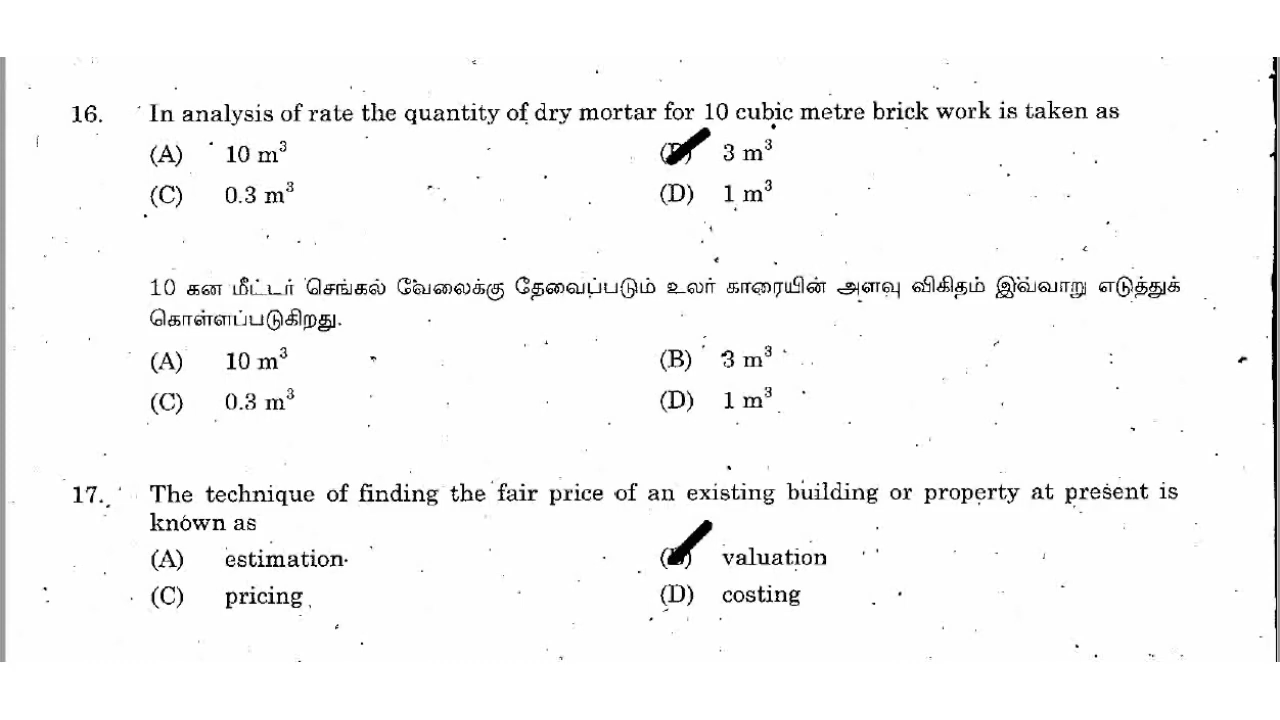 16. In analysis of rate the quantity of dry mortar for 10 cubic metre brick work is taken as
(A) 10 m³ (B) 3 m³
(C) 0.3 m³ (D) 1 m³
10 கன மீட்டர் செங்கல் வேலைக்கு தேவைப்படும் உலர் காரையின் அளவு விகிதம் இவ்வாறு எடுத்துக்
கொள்ளப்படுகிறது.
(A) 10 m³ (B) 3 m³
(C) 0.3 m³ (D) 1 m³
17. The technique of finding the fair price of an existing building or property at present is
known as
(A) estimation (B) valuation
(C) pricing (D) costing